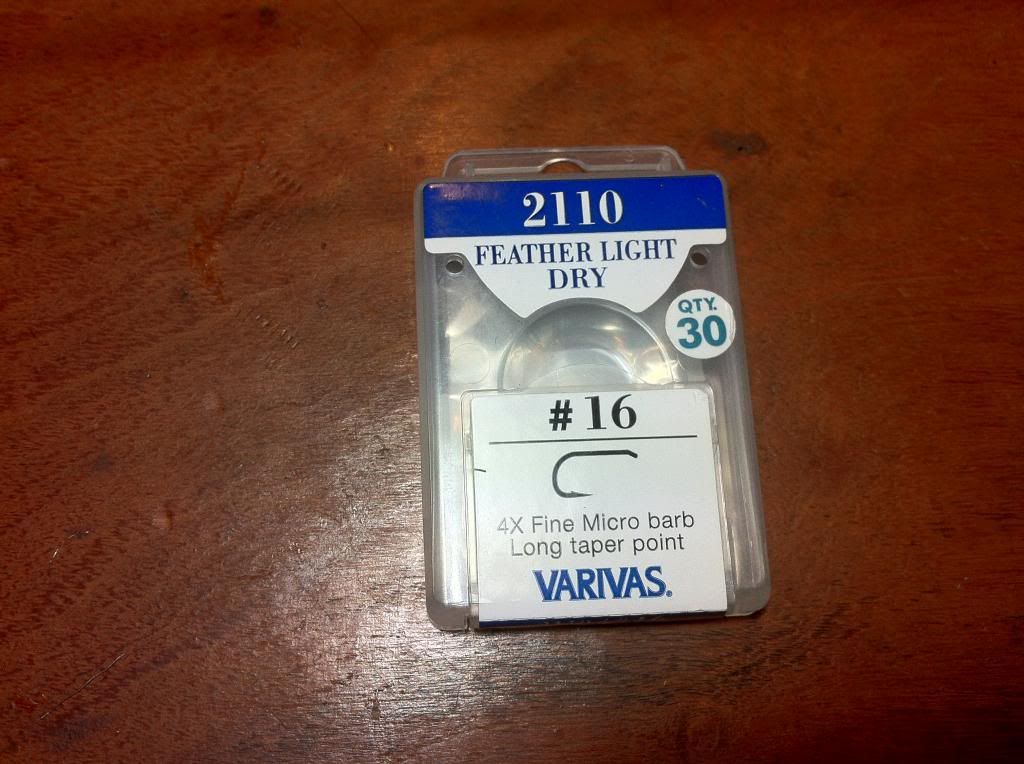 2110
FEATHER LIGHT
DRY
QTY.
30
#16
4X Fine Micro barb
Long taper point
VARIVAS®